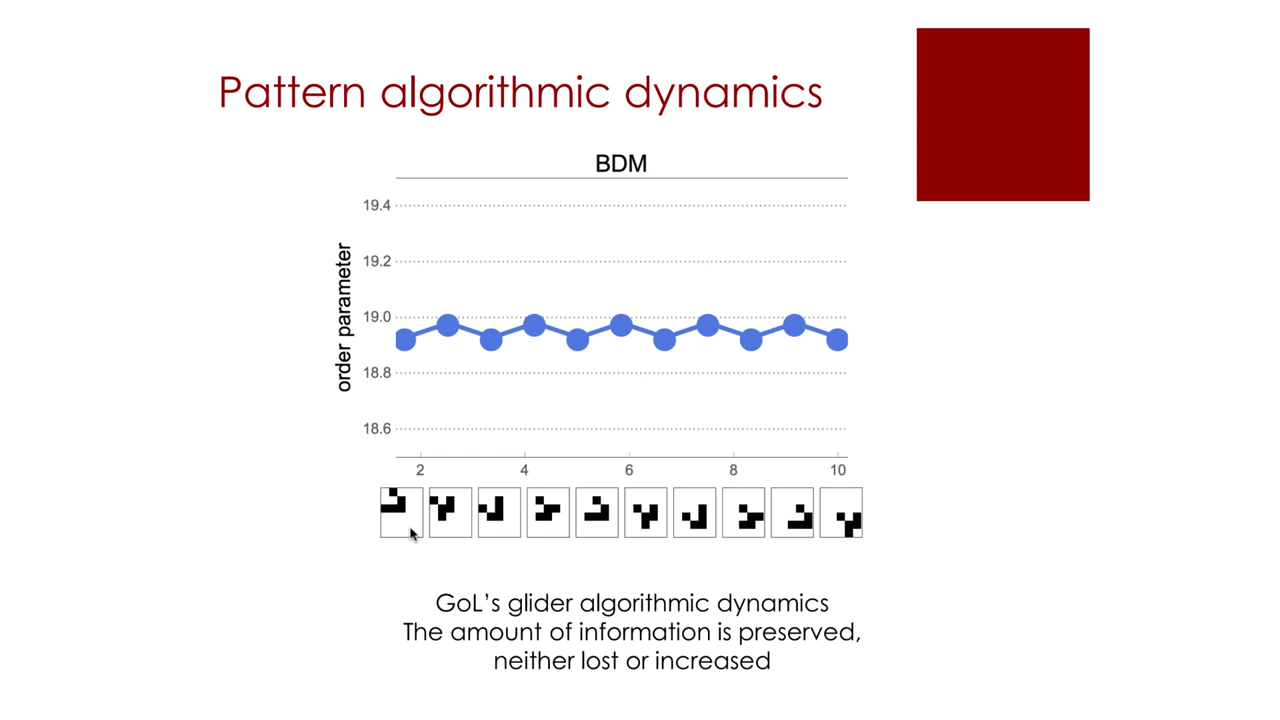 Pattern algorithmic dynamics
BDM
order parameter
19.4
19.2
19.0
18.8
18.6
2 4 6 8 10
GoL’s glider algorithmic dynamics
The amount of information is preserved,
neither lost or increased